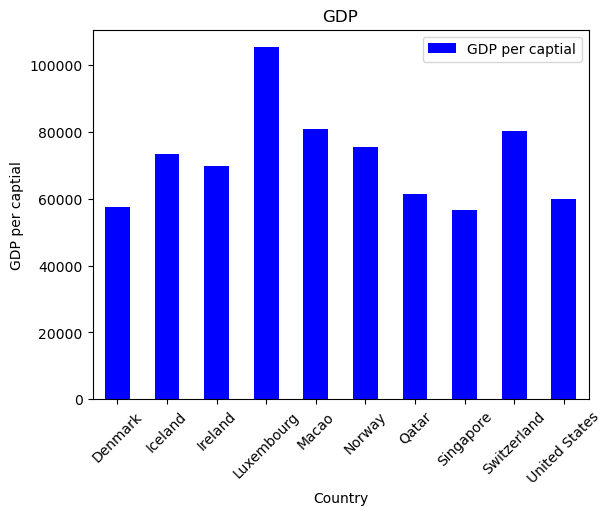 GDP
GDP per captial
GDP per captial
100000
80000
60000
40000
20000
0
Denmark
Iceland
Ireland
Luxembourg
Macao
Norway
Qatar
Singapore
Switzerland
United States
Country